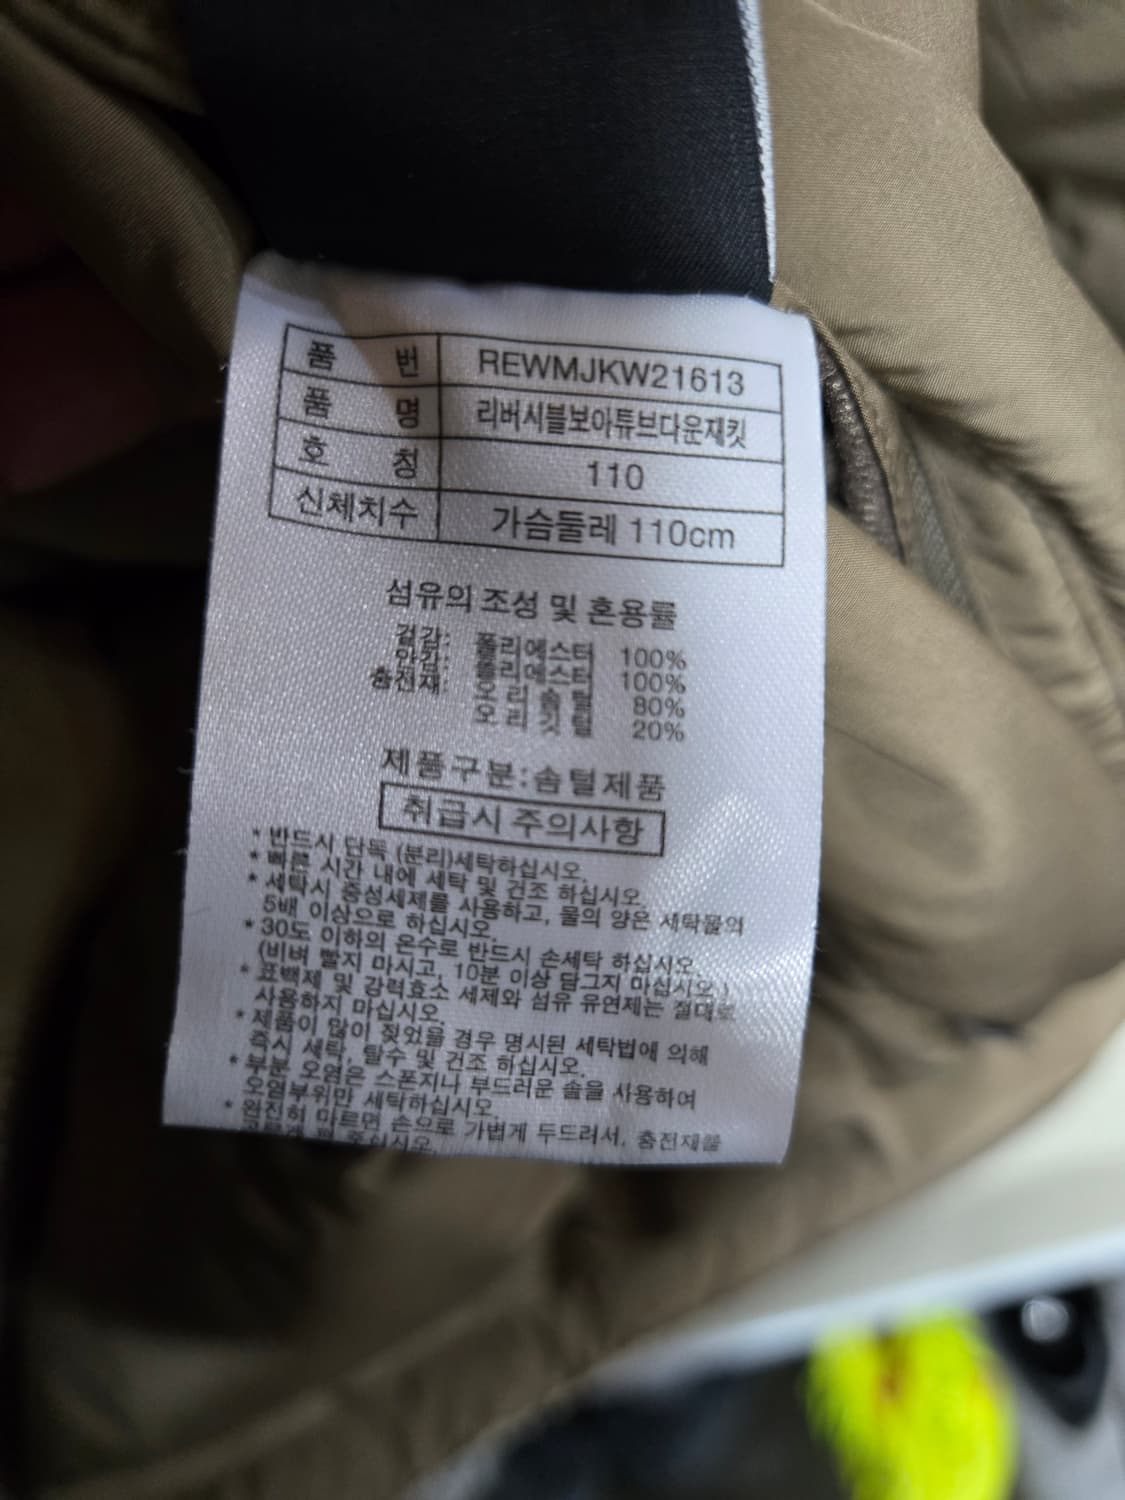 품 번 REWMJKW21613
품 명 리버시블보아튜브다운재킷
호 칭 110
신체치수 가슴둘레 110cm
섬유의 조성 및 혼용률
겉감: 폴리에스터 100%
안감: 폴리에스터 100%
충전재: 오리 솜털 80%
오리 깃털 20%
제품구분:솜털제품
취급시 주의사항
* 반드시 단독 (분리)세탁하십시오.
* 빠른 시간 내에 세탁 및 건조 하십시오.
* 세탁시 중성세제를 사용하고, 물의 양은 세탁물의
5배 이상으로 하십시오.
* 30도 이하의 온수로 반드시 손세탁 하십시오.
(비벼 빨지 마시고, 10분 이상 담그지 마십시오.)
* 표백제 및 강력효소 세제와 섬유 유연제는 절대로
사용하지 마십시오.
* 제품이 많이 젖었을 경우 명시된 세탁법에 의해
즉시 세탁, 탈수 및 건조 하십시오.
* 부분 오염은 스폰지나 부드러운 솔을 사용하여
오염부위만 세탁하십시오.
* 완전히 마르면 손으로 가볍게 두드려서, 충전재를